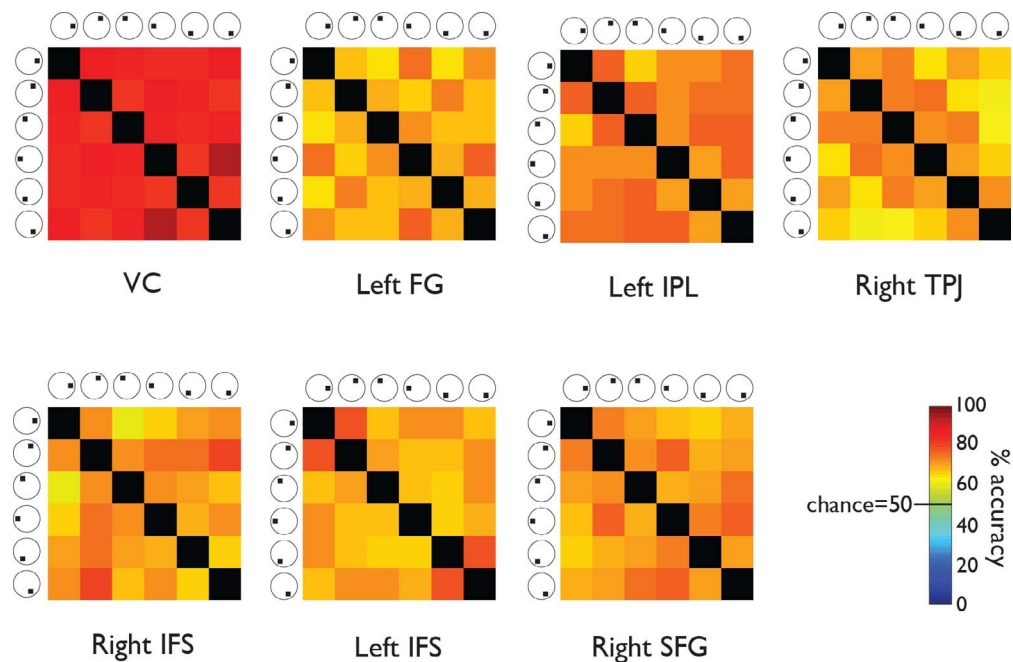 VC
Left FG
Left IPL
Right TPJ
Right IFS
Left IFS
Right SFG
100
80
60
chance=50
40
20
0
% accuracy